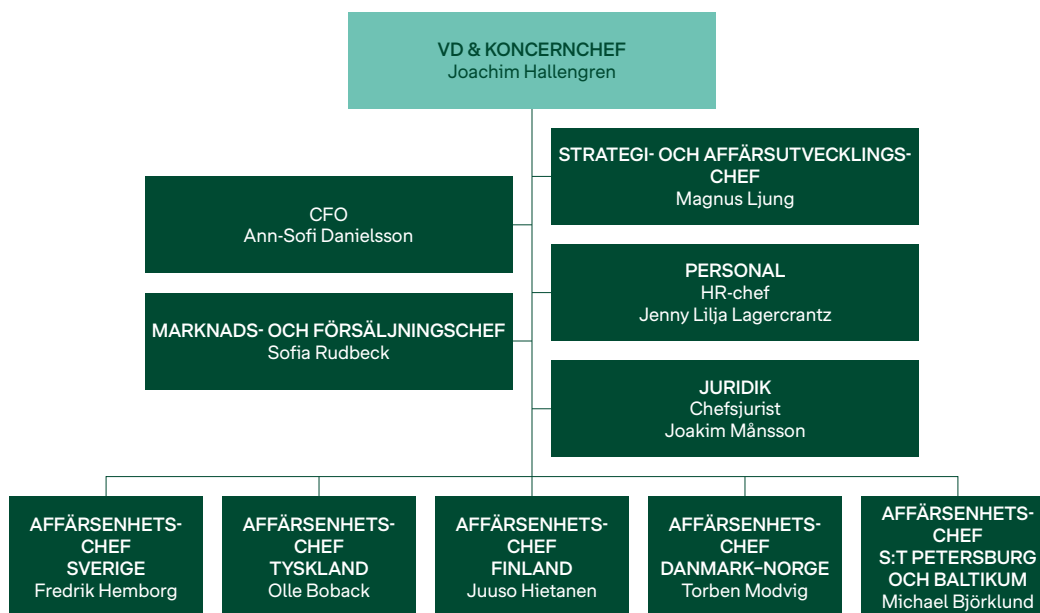 VD & KONCERNCHEF
Joachim Hallengren
STRATEGI- OCH AFFÄRSUTVECKLINGS-
CHEF
Magnus Ljung
CFO
Ann-Sofi Danielsson
PERSONAL
HR-chef
Jenny Lilja Lagercrantz
MARKNADS- OCH FÖRSÄLJNINGSCHEF
Sofia Rudbeck
JURIDIK
Chefsjurist
Joakim Månsson
AFFÄRSENHETS-
CHEF
SVERIGE
Fredrik Hemborg
AFFÄRSENHETS-
CHEF
TYSKLAND
Olle Boback
AFFÄRSENHETS-
CHEF
FINLAND
Juuso Hietanen
AFFÄRSENHETS-
CHEF
DANMARK–NORGE
Torben Modvig
AFFÄRSENHETS-
CHEF
S:T PETERSBURG
OCH BALTIKUM
Michael Björklund